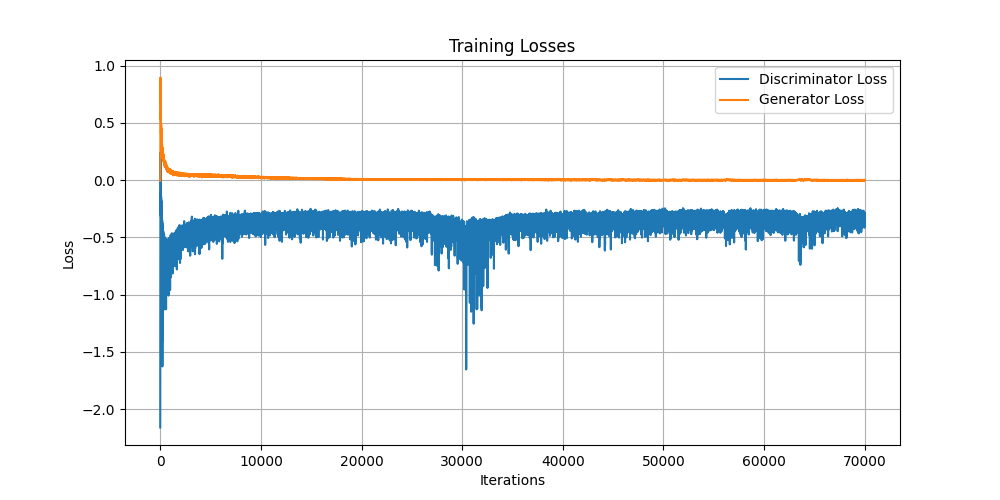 Training Losses
Discriminator Loss
Generator Loss
1.0
0.5
0.0
−0.5
−1.0
−1.5
−2.0
Loss
0 10000 20000 30000 40000 50000 60000 70000
Iterations